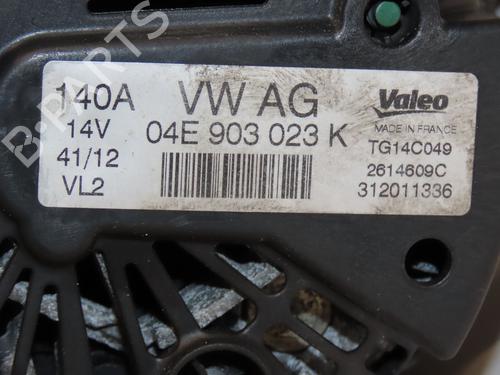 140A VW AG Valeo
14V 04E 903 023 K MADE IN FRANCE
41/12 TG14C049
VL2 2614609C
312011336
B-PARTS